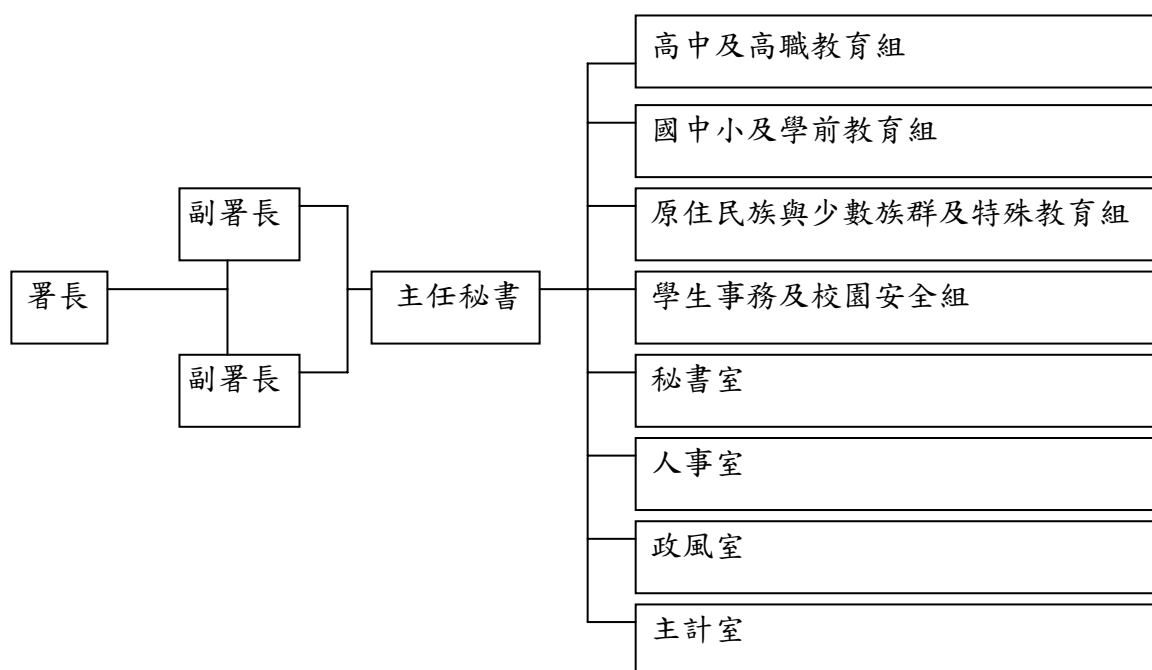 署長
副署長
副署長
主任秘書
高中及高職教育組
國中小及學前教育組
原住民族與少數族群及特殊教育組
學生事務及校園安全組
秘書室
人事室
政風室
主計室